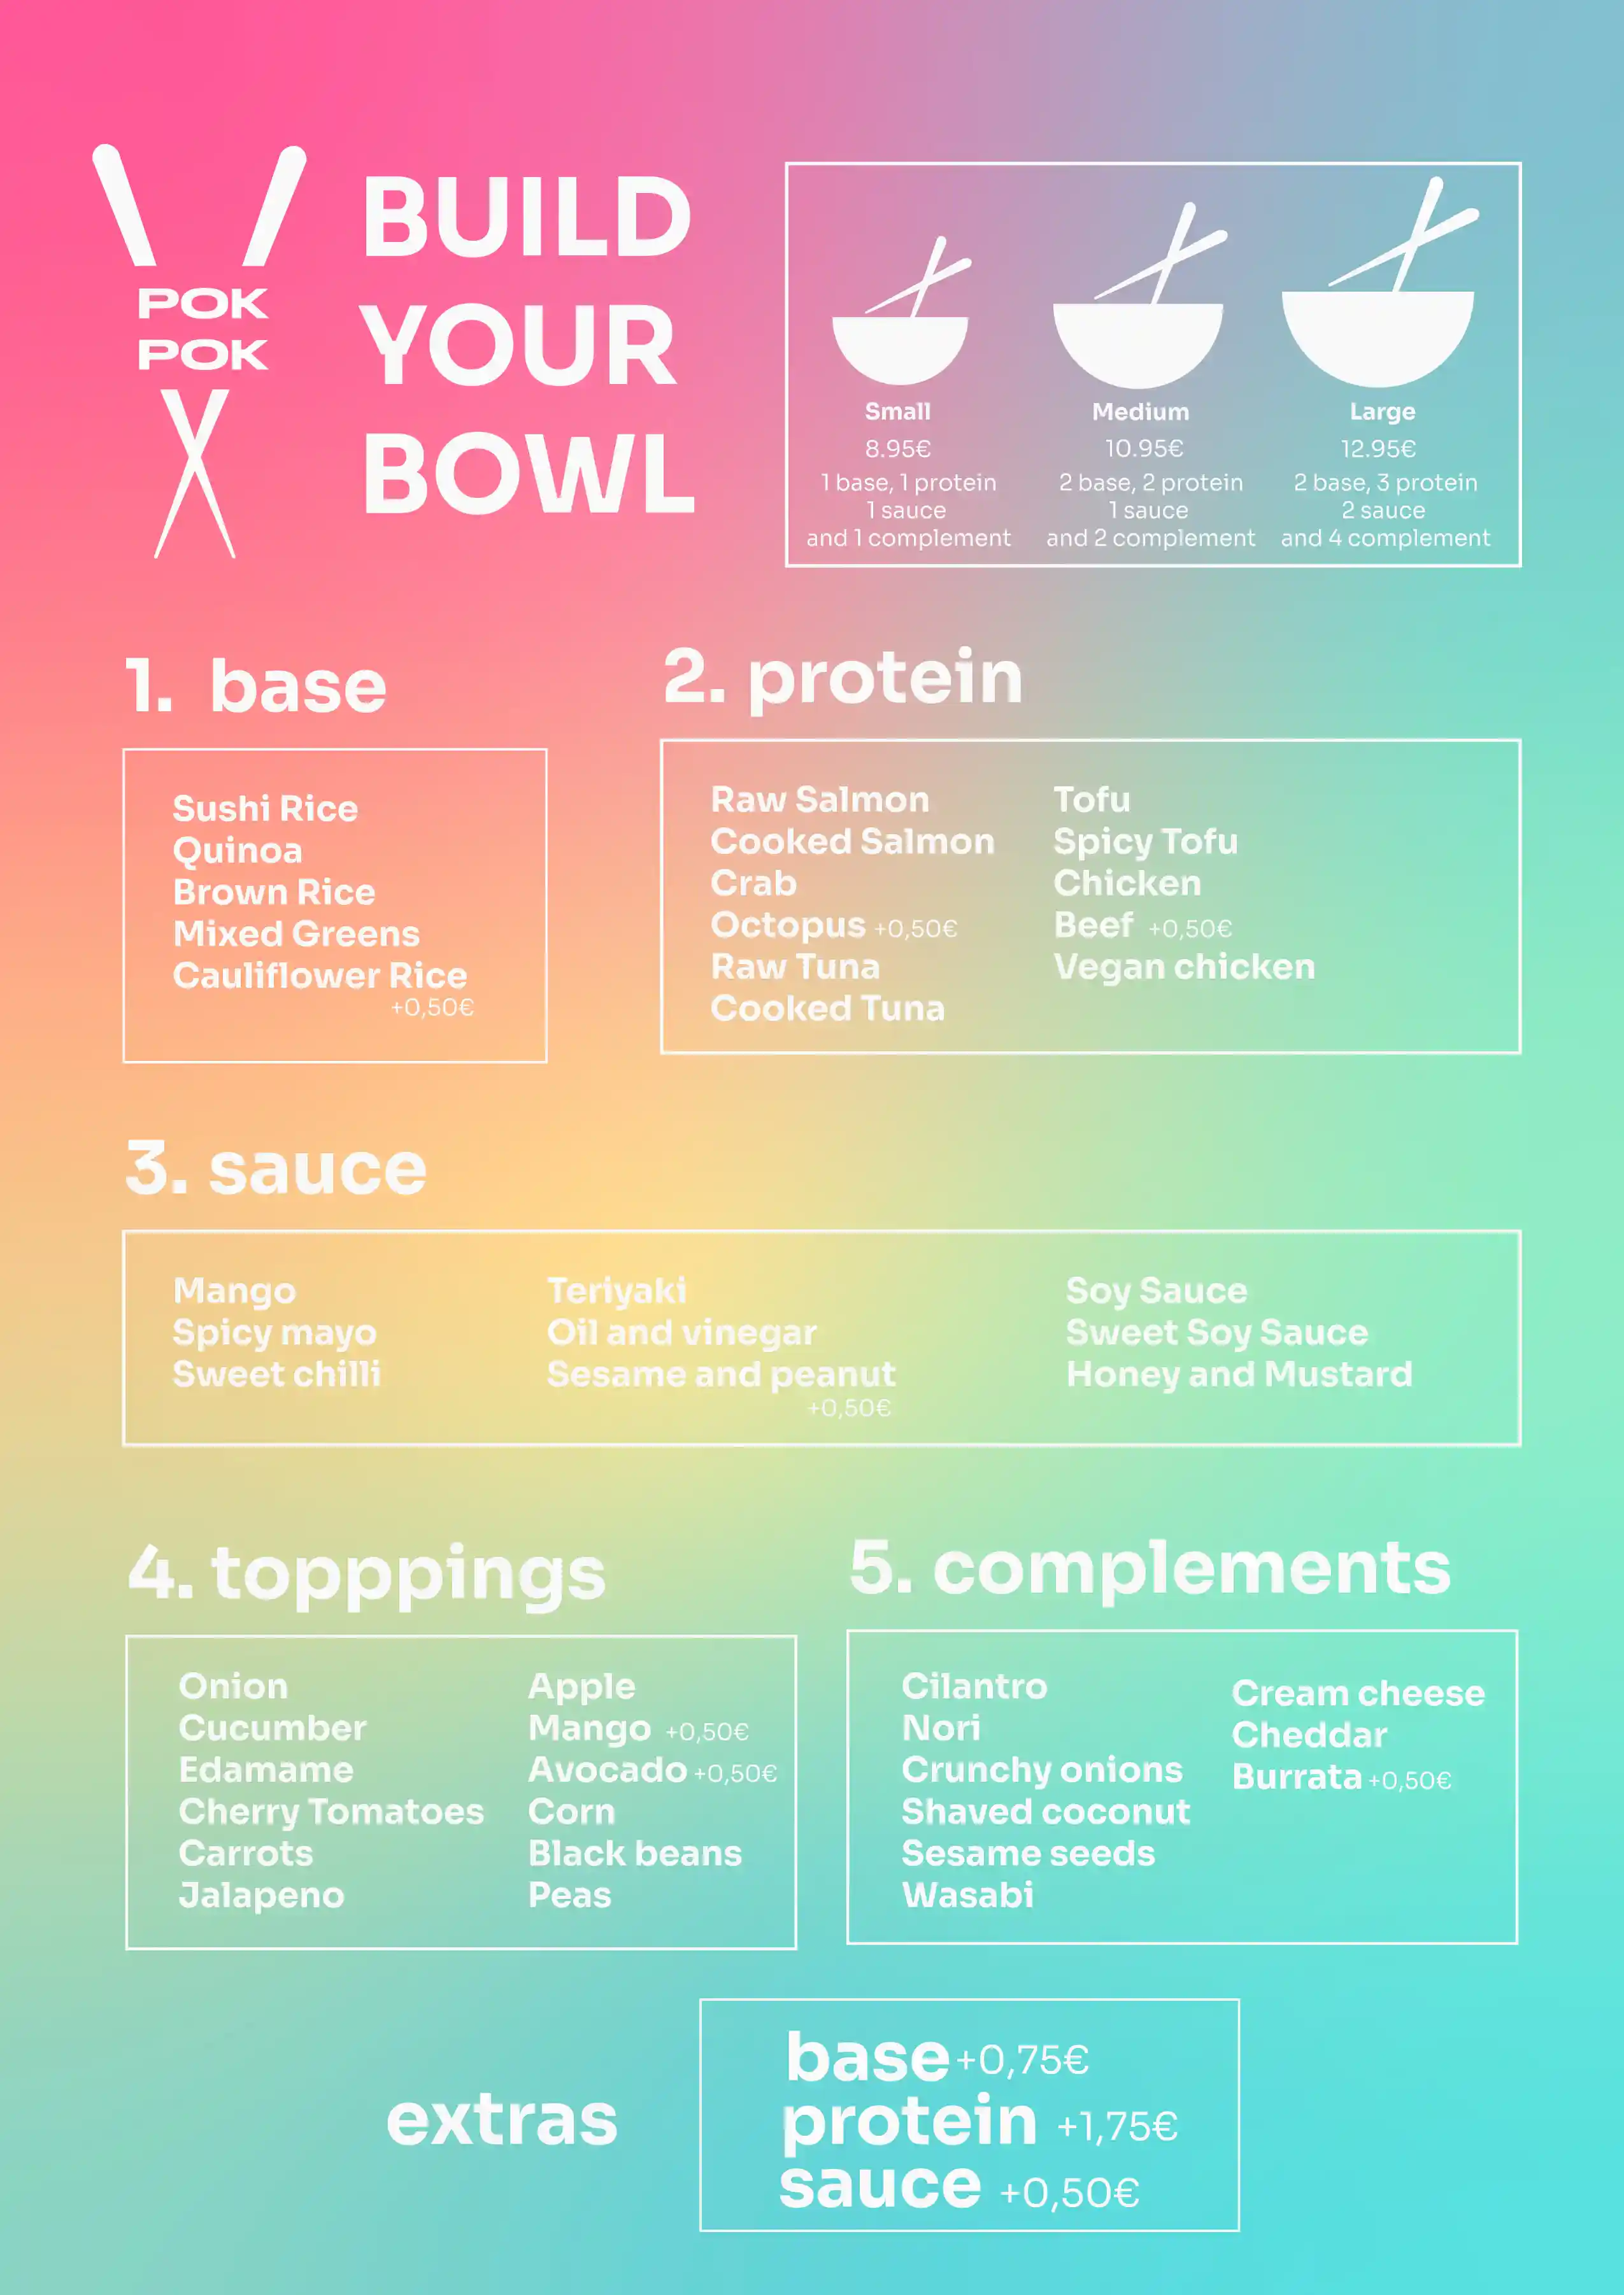 POK
POK
BUILD
YOUR
BOWL
Small
8.95€
1 base, 1 protein
1 sauce
and 1 complement
Medium
10.95€
2 base, 2 protein
1 sauce
and 2 complement
Large
12.95€
2 base, 3 protein
2 sauce
and 4 complement
1. base
Sushi Rice
Quinoa
Brown Rice
Mixed Greens
Cauliflower Rice
+0,50€
2. protein
Raw Salmon
Cooked Salmon
Crab
Octopus +0,50€
Raw Tuna
Cooked Tuna
Tofu
Spicy Tofu
Chicken
Beef +0,50€
Vegan chicken
3. sauce
Mango
Spicy mayo
Sweet chilli
Teriyaki
Oil and vinegar
Sesame and peanut
+0,50€
Soy Sauce
Sweet Soy Sauce
Honey and Mustard
4. topppings
Onion
Cucumber
Edamame
Cherry Tomatoes
Carrots
Jalapeno
Apple
Mango +0,50€
Avocado +0,50€
Corn
Black beans
Peas
5. complements
Cilantro
Nori
Crunchy onions
Shaved coconut
Sesame seeds
Wasabi
Cream cheese
Cheddar
Burrata +0,50€
extras
base +0,75€
protein +1,75€
sauce +0,50€